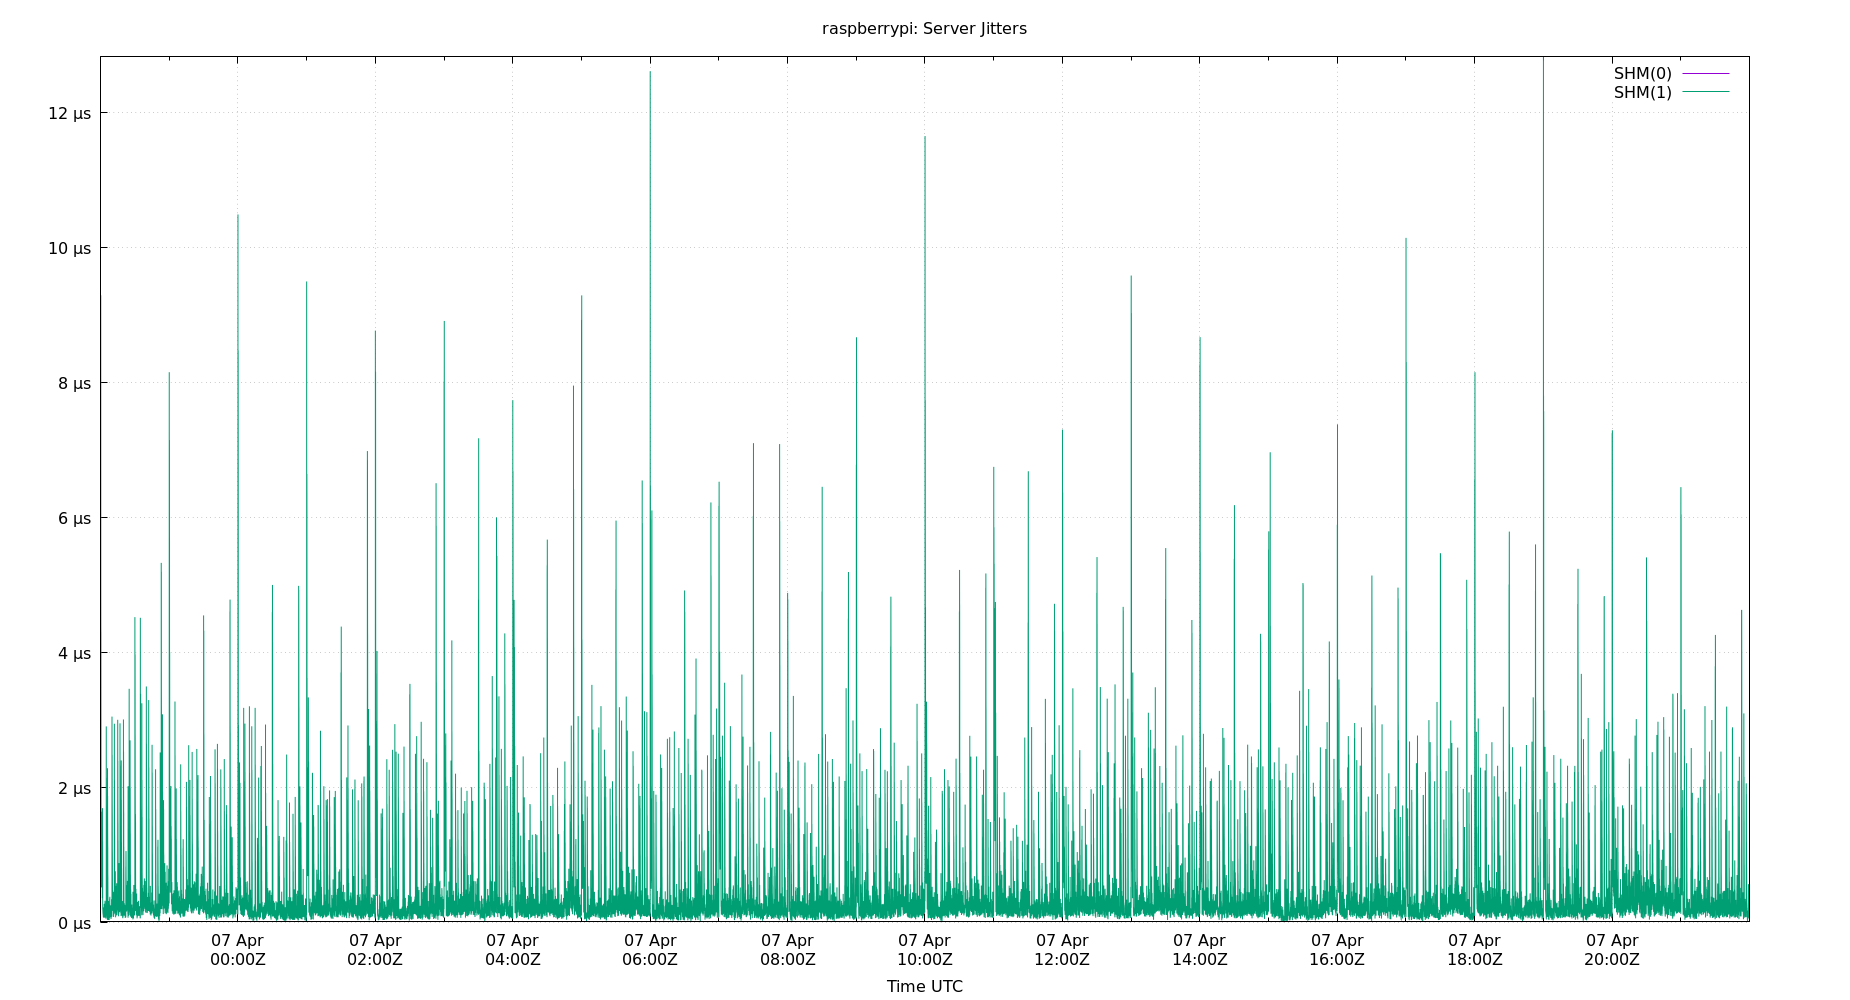 raspberrypi: Server Jitters
SHM(0)
SHM(1)
12 µs
10 µs
8 µs
6 µs
4 µs
2 µs
0 µs
07 Apr 07 Apr 07 Apr 07 Apr 07 Apr 07 Apr 07 Apr 07 Apr 07 Apr 07 Apr 07 Apr
00:00Z 02:00Z 04:00Z 06:00Z 08:00Z 10:00Z 12:00Z 14:00Z 16:00Z 18:00Z 20:00Z
Time UTC